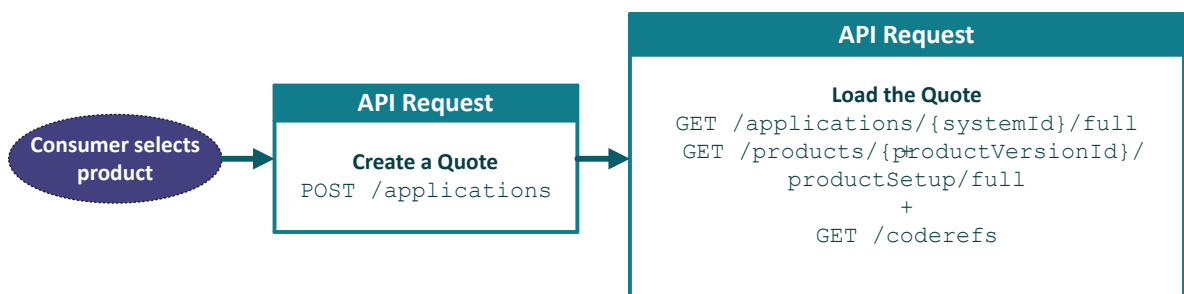 Consumer selects
product
API Request
Create a Quote
POST /applications
API Request
Load the Quote
GET /applications/{systemId}/full
+
GET /products/{productVersionId}/
productSetup/full
+
GET /coderefs